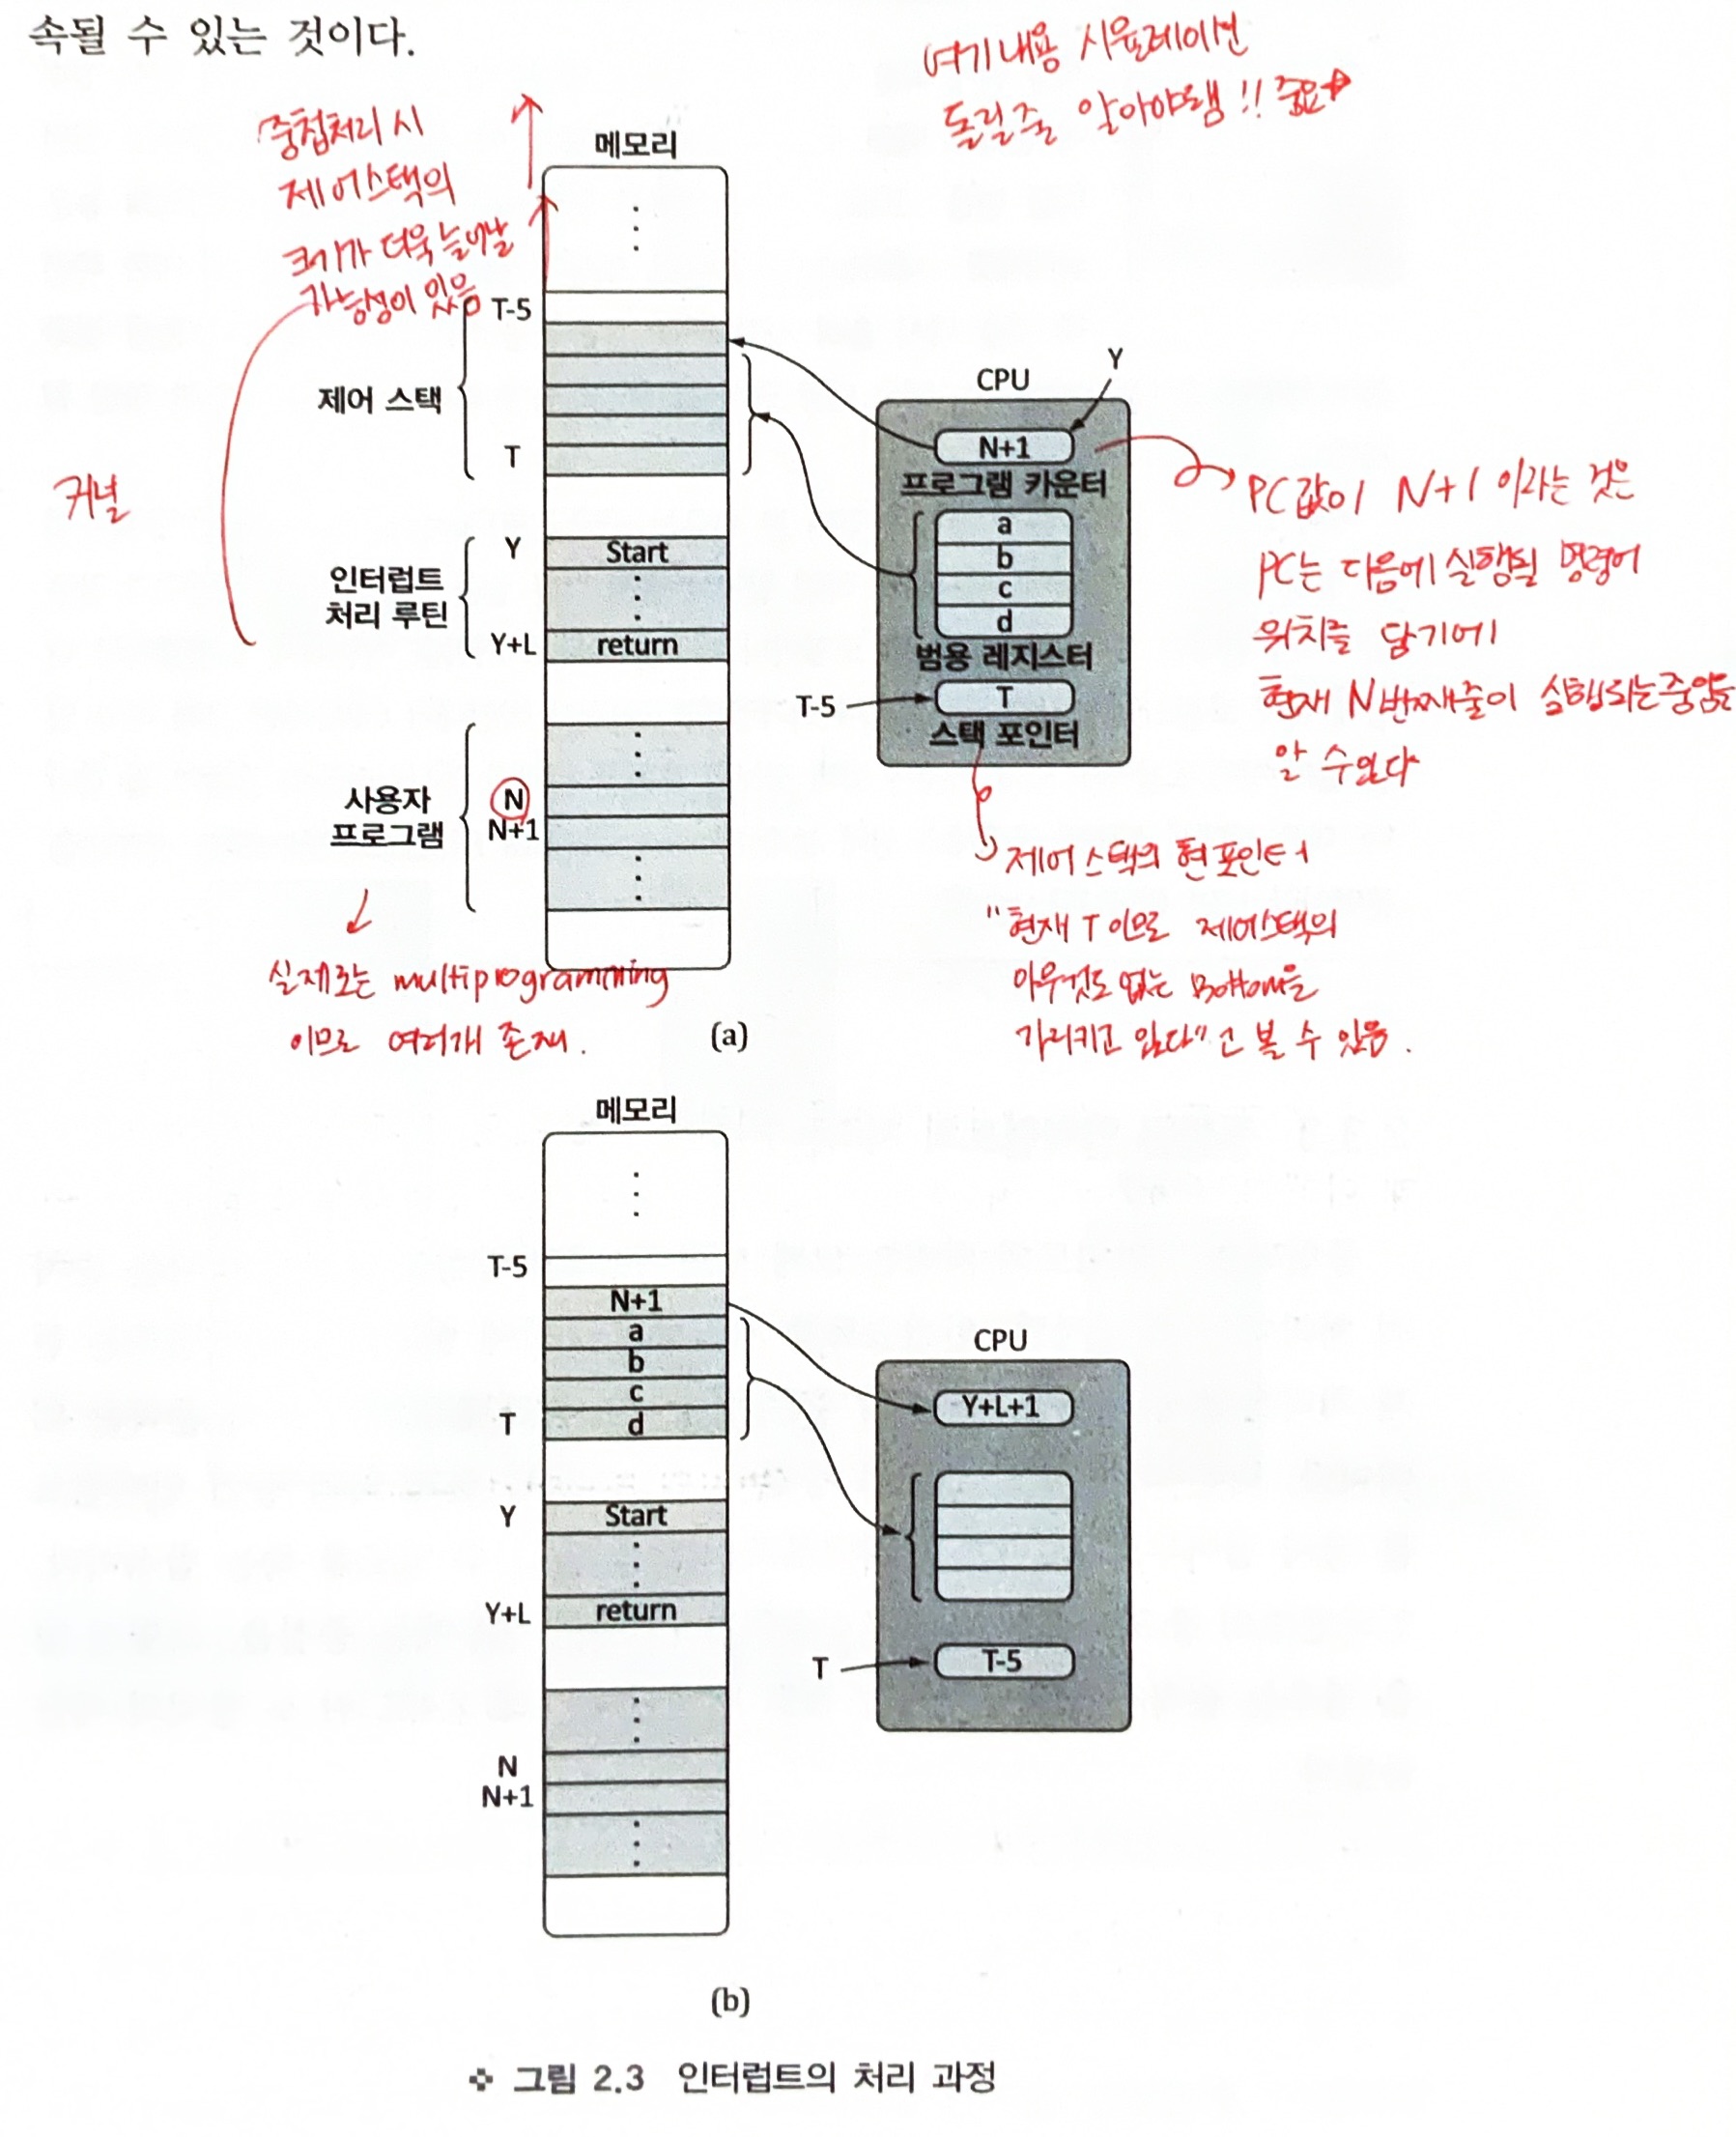 속될 수 있는 것이다.
여기 내용 시뮬레이션
돌릴줄 알아야댐!! 중요
중첩처리 시
제어스택의
크기가 더욱 늘어날
가능성이 있음
메모리
T-5
제어 스택
T
커널
Y
Start
인터럽트
처리 루틴
Y+L
return
사용자
프로그램
N
N+1
실제로는 multiprogramming
이므로 여러개 존재.
Y
CPU
N+1
프로그램 카운터
a
b
c
d
범용 레지스터
T-5
T
스택 포인터
PC값이 N+1 이라는 것은
PC는 다음에 실행될 명령어
위치를 담기에
현재 N번째줄이 실행되는중임을
알 수 있다
제어스택의 현 포인터
"현재 T 이므로 제어스택의
아무것도 없는 Bottom을
가리키고 있다"고 볼 수 있음.
(a)
메모리
T-5
N+1
a
b
c
T
d
Y
Start
Y+L
return
N
N+1
CPU
Y+L+1
T
T-5
(b)
그림 2.3 인터럽트의 처리 과정